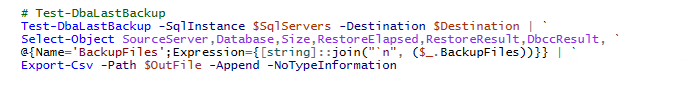 # Test-DbaLastBackup
Test-DbaLastBackup -SqlInstance $SqlServers -Destination $Destination | `
Select-Object SourceServer,Database,Size,RestoreElapsed,RestoreResult,DbccResult, `
@{Name='BackupFiles';Expression={[string]::join("`n", ($_.BackupFiles))}} | `
Export-Csv -Path $OutFile -Append -NoTypeInformation